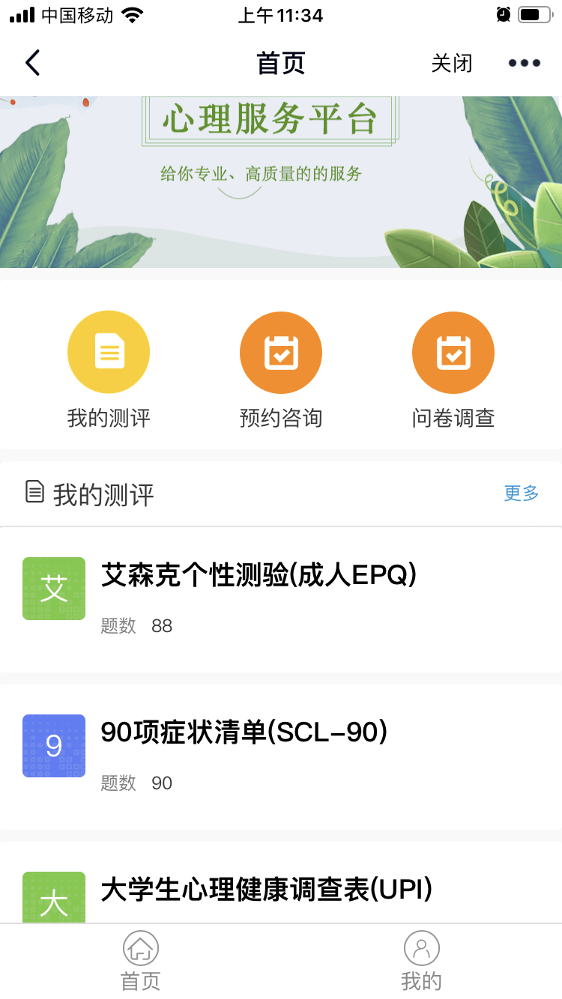 中国移动 上午11:34
首页 关闭
心理服务平台
给你专业、高质量的的服务
我的测评 预约咨询 问卷调查
我的测评 更多
艾 艾森克个性测验(成人EPQ)
题数 88
9 90项症状清单(SCL-90)
题数 90
大 大学生心理健康调查表(UPI)
首页 我的